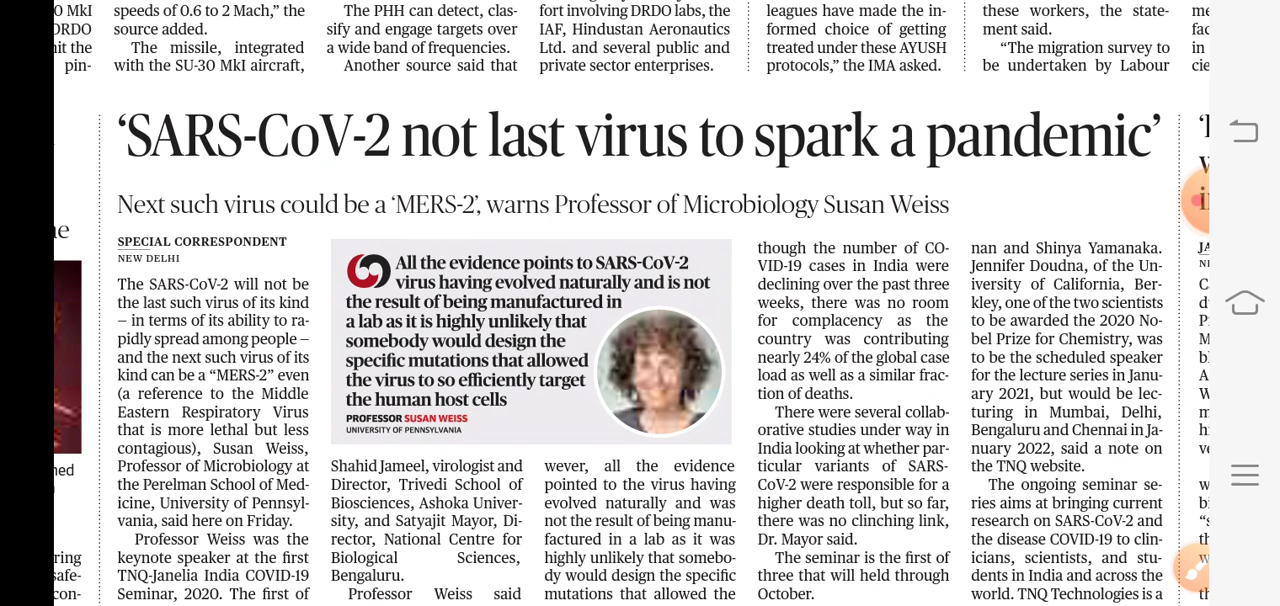 0 MkI
DRDO
nit the
pin-
speeds of 0.6 to 2 Mach,” the
source added.
The missile, integrated
with the SU-30 MkI aircraft,
The PHH can detect, clas-
sify and engage targets over
a wide band of frequencies.
Another source said that
fort involving DRDO labs, the
IAF, Hindustan Aeronautics
Ltd. and several public and
private sector enterprises.
leagues have made the in-
formed choice of getting
treated under these AYUSH
protocols,” the IMA asked.
these workers, the state-
ment said.
“The migration survey to
be undertaken by Labour
me
fac
in
cie
‘SARS-CoV-2 not last virus to spark a pandemic’
Next such virus could be a ‘MERS-2’, warns Professor of Microbiology Susan Weiss
SPECIAL CORRESPONDENT
NEW DELHI
The SARS-CoV-2 will not be
the last such virus of its kind
– in terms of its ability to ra-
pidly spread among people –
and the next such virus of its
kind can be a “MERS-2” even
(a reference to the Middle
Eastern Respiratory Virus
that is more lethal but less
contagious), Susan Weiss,
Professor of Microbiology at
the Perelman School of Med-
icine, University of Pennsyl-
vania, said here on Friday.
Professor Weiss was the
keynote speaker at the first
TNQ-Janelia India COVID-19
Seminar, 2020. The first of
All the evidence points to SARS-CoV-2
virus having evolved naturally and is not
the result of being manufactured in
a lab as it is highly unlikely that
somebody would design the
specific mutations that allowed
the virus to so efficiently target
the human host cells
PROFESSOR SUSAN WEISS
UNIVERSITY OF PENNSYLVANIA
Shahid Jameel, virologist and
Director, Trivedi School of
Biosciences, Ashoka Univer-
sity, and Satyajit Mayor, Di-
rector, National Centre for
Biological Sciences,
Bengaluru.
Professor Weiss said
wever, all the evidence
pointed to the virus having
evolved naturally and was
not the result of being manu-
factured in a lab as it was
highly unlikely that somebo-
dy would design the specific
mutations that allowed the
though the number of CO-
VID-19 cases in India were
declining over the past three
weeks, there was no room
for complacency as the
country was contributing
nearly 24% of the global case
load as well as a similar frac-
tion of deaths.
There were several collab-
orative studies under way in
India looking at whether par-
ticular variants of SARS-
CoV-2 were responsible for a
higher death toll, but so far,
there was no clinching link,
Dr. Mayor said.
The seminar is the first of
three that will held through
October.
nan and Shinya Yamanaka.
Jennifer Doudna, of the Un-
iversity of California, Ber-
kley, one of the two scientists
to be awarded the 2020 No-
bel Prize for Chemistry, was
to be the scheduled speaker
for the lecture series in Janu-
ary 2021, but would be lec-
turing in Mumbai, Delhi,
Bengaluru and Chennai in Ja-
nuary 2022, said a note on
the TNQ website.
The ongoing seminar se-
ries aims at bringing current
research on SARS-CoV-2 and
the disease COVID-19 to clin-
icians, scientists, and stu-
dents in India and across the
world. TNQ Technologies is a